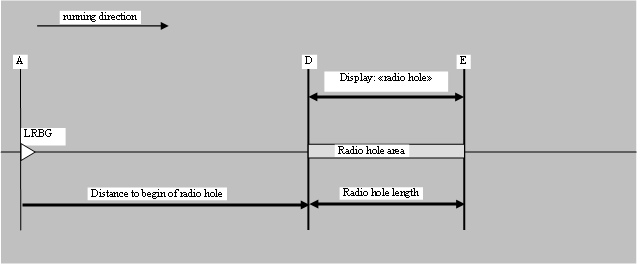 running direction
A
D
E
Display: «radio hole»
LRBG
Radio hole area
Distance to begin of radio hole
Radio hole length